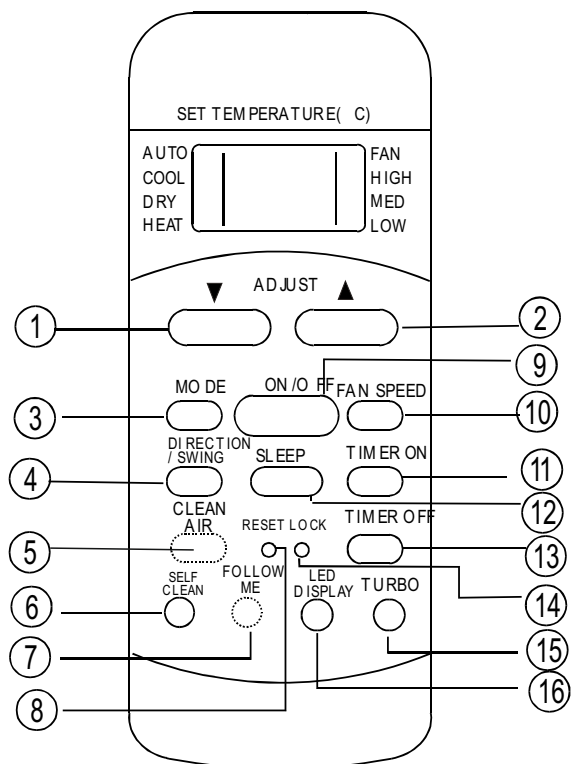 SET TEMPERATURE( C)
AUTO
COOL
DRY
HEAT
FAN
HIGH
MED
LOW
▼ ADJUST ▲
1
2
9
MODE
ON/OFF
FAN SPEED
3
10
DIRECTION
/ SWING
SLEEP
TIMER ON
4
11
12
CLEAN
AIR
RESET LOCK
TIMER OFF
5
13
SELF
CLEAN
FOLLOW
ME
LED
DISPLAY
TURBO
6
14
7
15
8
16